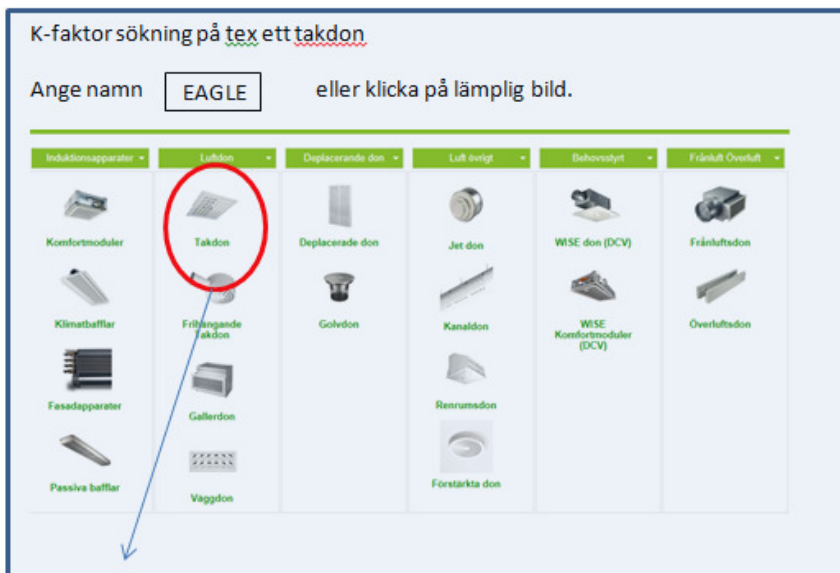 K-faktor sökning på tex ett takdon
Ange namn EAGLE eller klicka på lämplig bild.
Induktionsapparater Luftdon Deplacerande don Luft övrigt Behovsstyrt Frånluft Överluft
Komfortmoduler Takdon Deplacerade don Jet don WISE don (DCV) Frånluftsdon
Klimatbafflar Frihängande Golvdon Kanaldon WISE Överluftsdon
Takdon Komfortmoduler
(DCV)
Fasadapparater Gallerdon Renrumsdon
Passiva bafflar Väggdon Förstärkta don